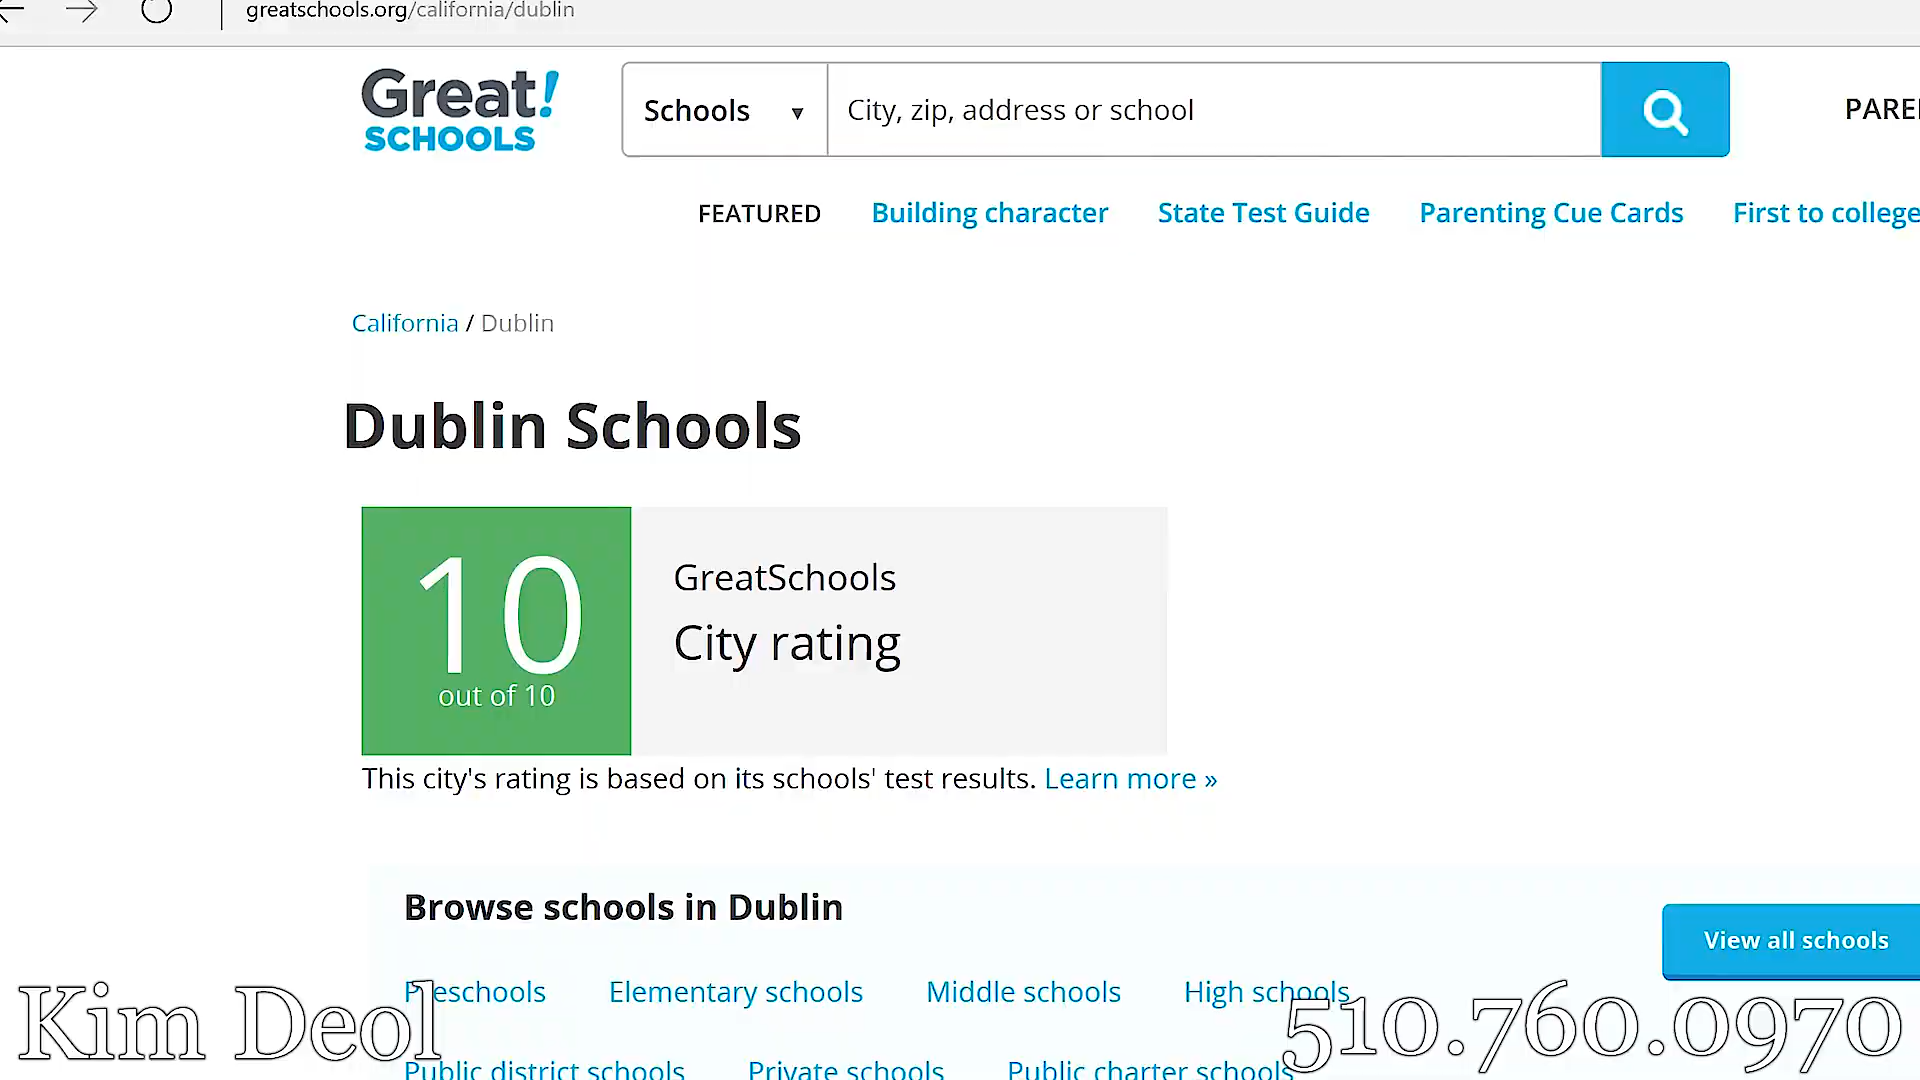 greatschools.org/california/dublin
Great!
SCHOOLS
Schools ▼ City, zip, address or school
FEATURED Building character State Test Guide Parenting Cue Cards First to college
California / Dublin
Dublin Schools
10
out of 10
GreatSchools
City rating
This city's rating is based on its schools' test results. Learn more »
Browse schools in Dublin
View all schools
Preschools Elementary schools Middle schools High schools
Kim Deol
510.760.0970
Public district schools Private schools Public charter schools